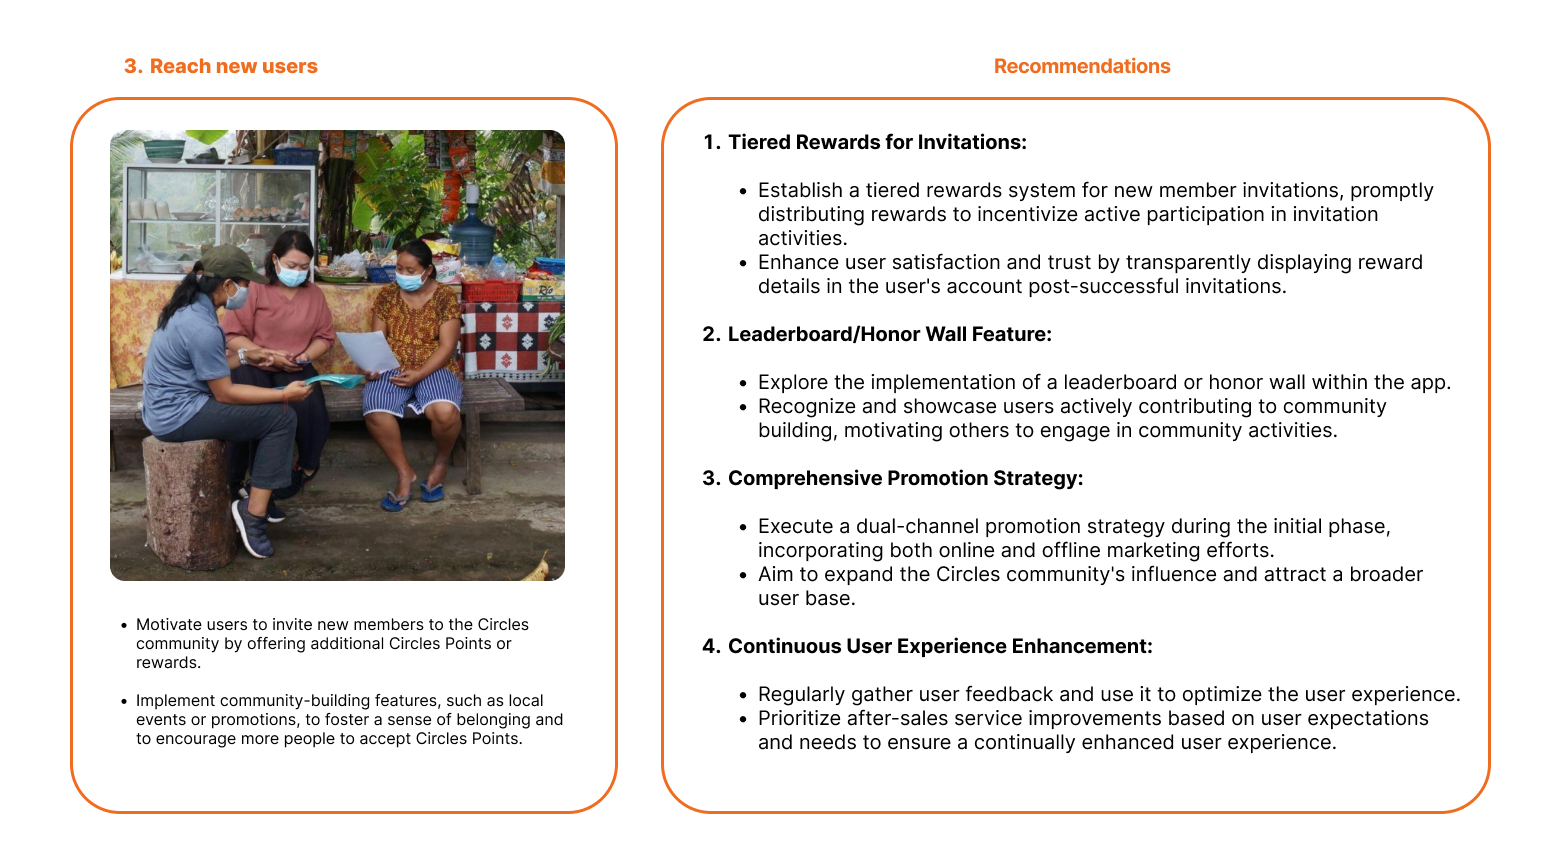 3. Reach new users
Motivate users to invite new members to the Circles
community by offering additional Circles Points or
rewards.
Implement community-building features, such as local
events or promotions, to foster a sense of belonging and
to encourage more people to accept Circles Points.
Recommendations
1. Tiered Rewards for Invitations:
Establish a tiered rewards system for new member invitations, promptly
distributing rewards to incentivize active participation in invitation
activities.
Enhance user satisfaction and trust by transparently displaying reward
details in the user's account post-successful invitations.
2. Leaderboard/Honor Wall Feature:
Explore the implementation of a leaderboard or honor wall within the app.
Recognize and showcase users actively contributing to community
building, motivating others to engage in community activities.
3. Comprehensive Promotion Strategy:
Execute a dual-channel promotion strategy during the initial phase,
incorporating both online and offline marketing efforts.
Aim to expand the Circles community's influence and attract a broader
user base.
4. Continuous User Experience Enhancement:
Regularly gather user feedback and use it to optimize the user experience.
Prioritize after-sales service improvements based on user expectations
and needs to ensure a continually enhanced user experience.